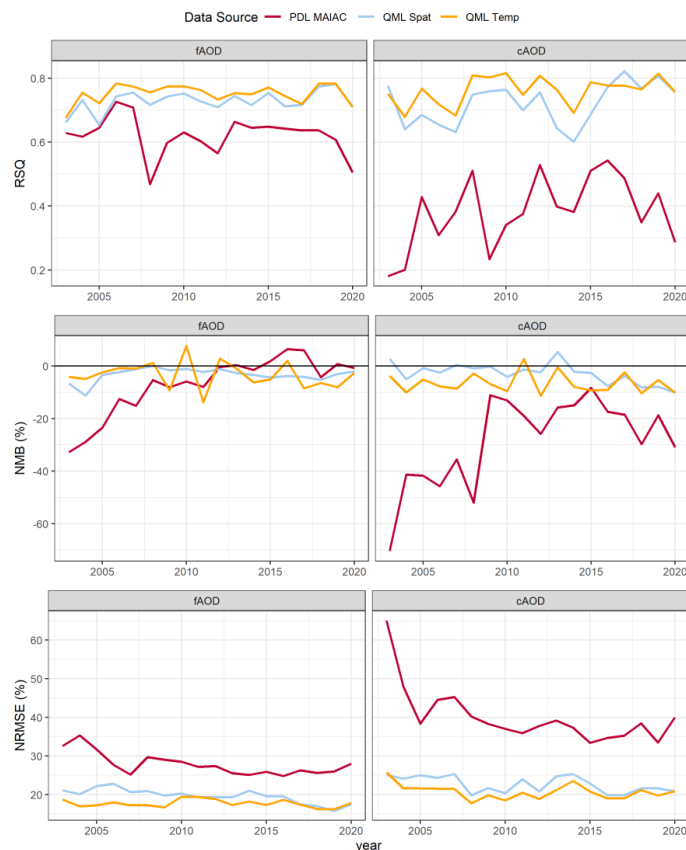 Data Source PDL MAIAC QML Spat QML Temp
fAOD cAOD
0.8
0.6
RSQ
0.4
0.2
2005 2010 2015 2020 2005 2010 2015 2020
fAOD cAOD
0
-20
NMB (%)
-40
-60
2005 2010 2015 2020 2005 2010 2015 2020
fAOD cAOD
60
50
NRMSE (%)
40
30
20
2005 2010 2015 2020 2005 2010 2015 2020
year